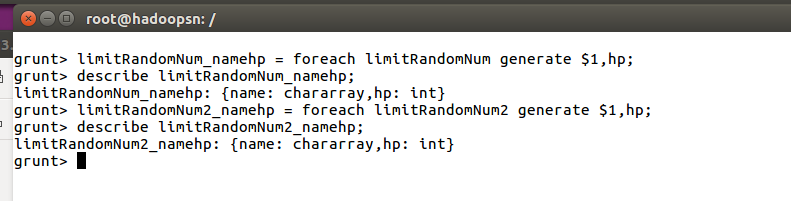 root@hadoopsn: /
grunt> limitRandomNum_namehp = foreach limitRandomNum generate $1,hp;
grunt> describe limitRandomNum_namehp;
limitRandomNum_namehp: {name: chararray,hp: int}
grunt> limitRandomNum2_namehp = foreach limitRandomNum2 generate $1,hp;
grunt> describe limitRandomNum2_namehp;
limitRandomNum2_namehp: {name: chararray,hp: int}
grunt>